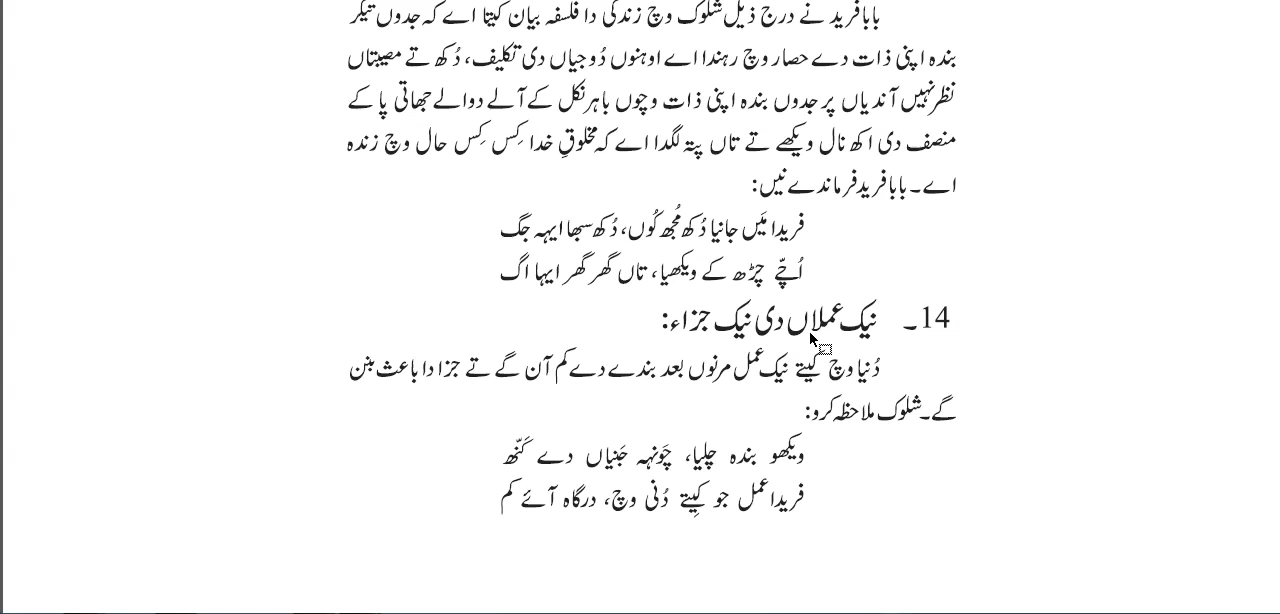 بابا فرید نے درج ذیل شلوک وچ زندگی دا فلسفہ بیان کیتا اے کہ جدوں تیکر
بندہ اپنی ذات دے حصار وچ رہندا اے اوہنوں دُوجیاں دی تکلیف، دُکھ تے مصیبتاں
نظر نہیں آندیاں پر جدوں بندہ اپنی ذات وچوں باہر نکل کے آلے دوالے جھاتی پا کے
منصف دی اکھ نال ویکھے تے تاں پتہ لگدا اے کہ مخلوقِ خدا کِس کِس حال وچ زندہ
اے۔ بابا فرید فرماندے نیں:
فریدا مَیں جانیا دُکھ مُجھ کُوں، دُکھ سبھا ایہہ جگ
اُچّے چڑھ کے ویکھیا، تاں گھر گھر ایہا اگ
14۔ نیک عملاں دی نیک جزاء:
دُنیا وچ کیتے نیک عمل مرنوں بعد بندے دے کم آن گے تے جزا دا باعث بنن
گے۔ شلوک ملاحظہ کرو:
ویکھو بندہ چلیا، چَونہہ جَنیاں دے کَنّھ
فریدا عمل جو کِیتے دُنی وچ، درگاہ آئے کم